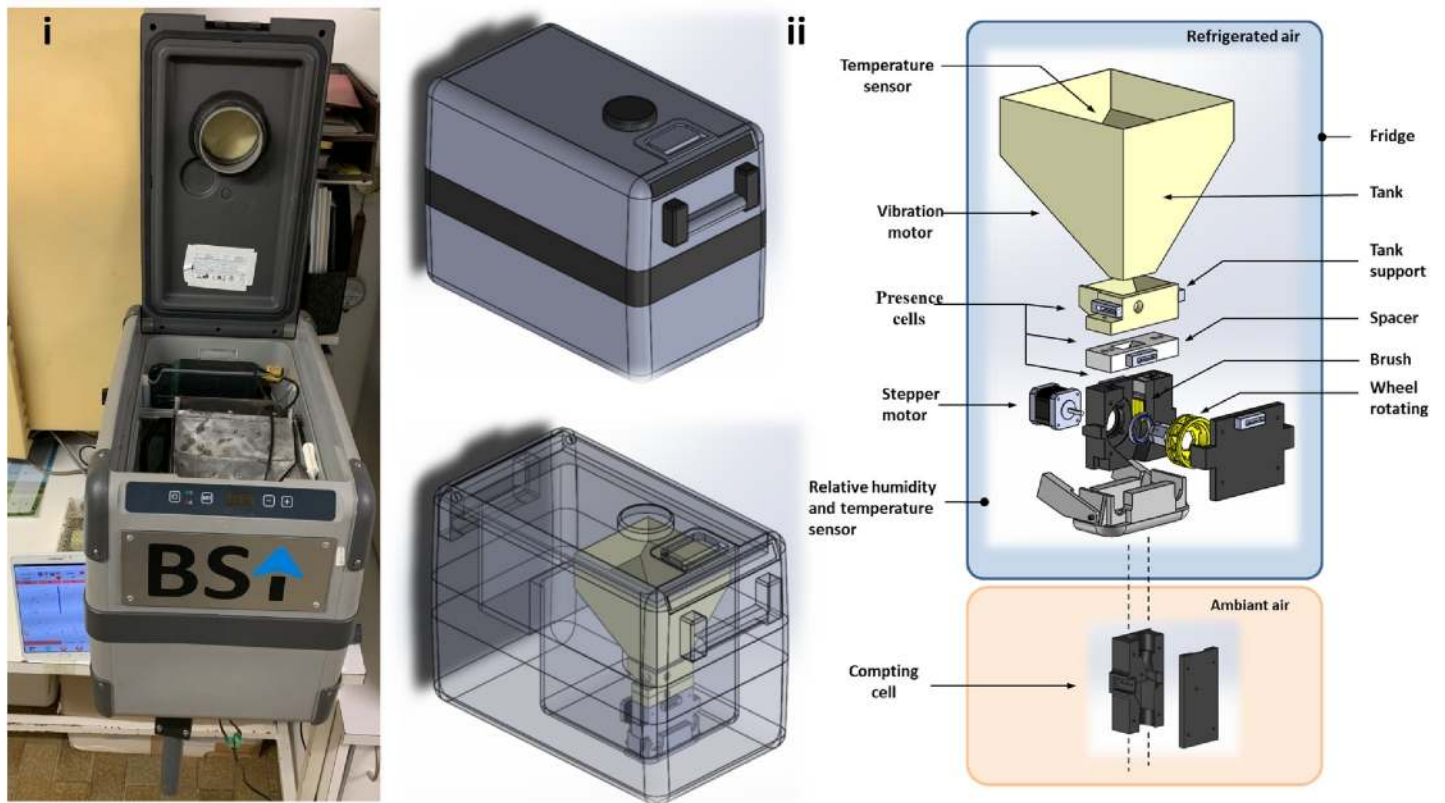 i
BST
ii
Refrigerated air
Temperature
sensor
Fridge
Tank
Vibration
motor
Tank
support
Presence
cells
Spacer
Brush
Stepper
motor
Wheel
rotating
Relative humidity
and temperature
sensor
Ambiant air
Compting
cell